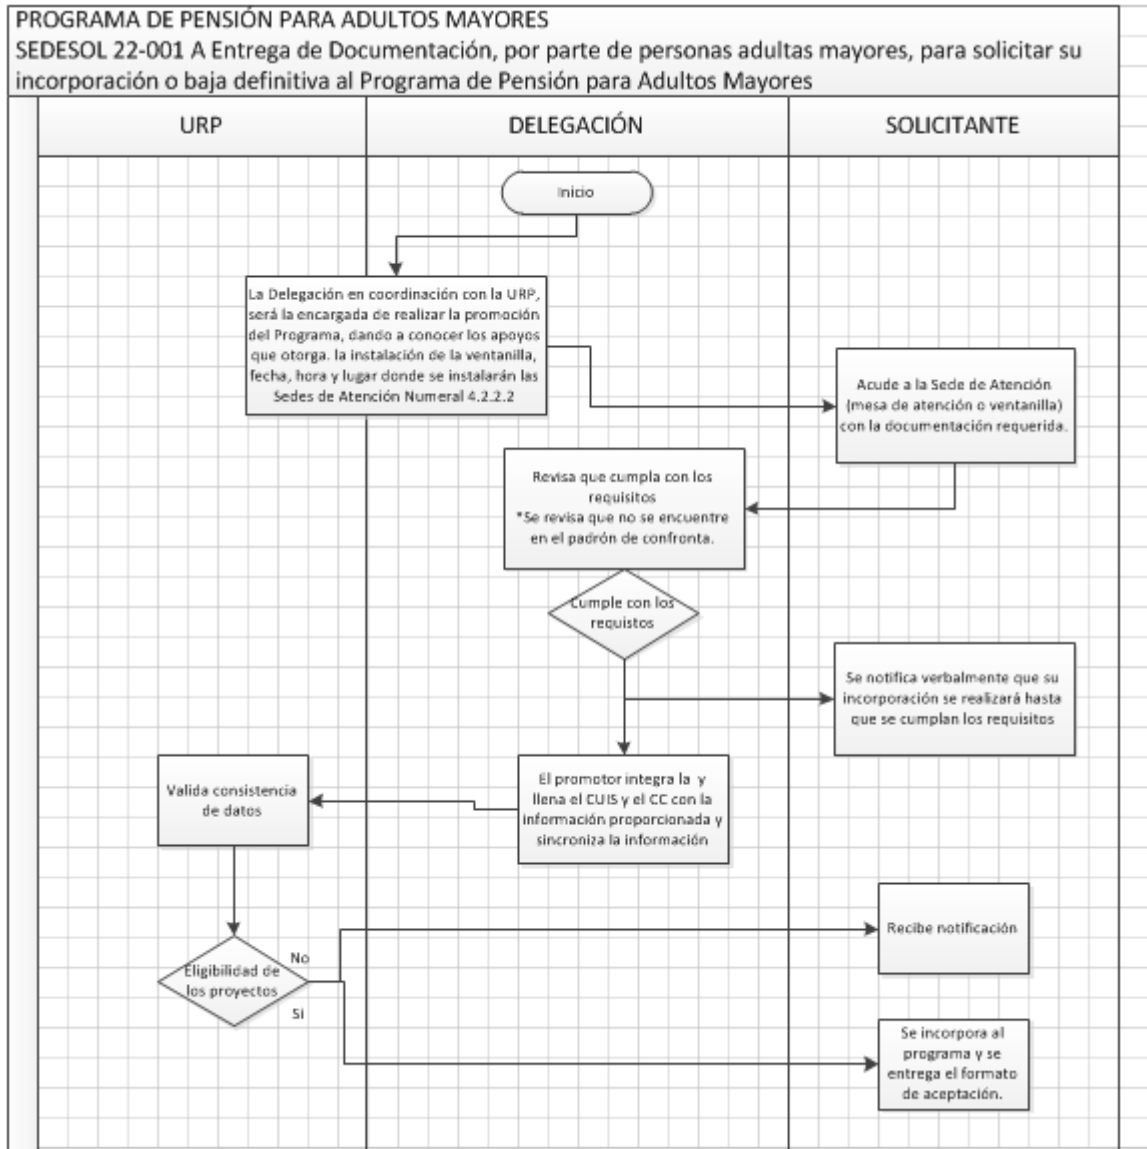 PROGRAMA DE PENSIÓN PARA ADULTOS MAYORES
SEDESOL 22-001 A Entrega de Documentación, por parte de personas adultas mayores, para solicitar su
incorporación o baja definitiva al Programa de Pensión para Adultos Mayores
URP
DELEGACIÓN
SOLICITANTE
Inicio
La Delegación en coordinación con la URP,
será la encargada de realizar la promoción
del Programa, dando a conocer los apoyos
que otorga. la instalación de la ventanilla,
fecha, hora y lugar donde se instalarán las
Sedes de Atención Numeral 4.2.2.2
Acude a la Sede de Atención
(mesa de atención o ventanilla)
con la documentación requerida.
Revisa que cumpla con los
requisitos
*Se revisa que no se encuentre
en el padrón de confronta.
Cumple con los
requistos
Se notifica verbalmente que su
incorporación se realizará hasta
que se cumplan los requisitos
El promotor integra la y
llena el CUIS y el CC con la
información proporcionada y
sincroniza la información
Valida consistencia
de datos
Recibe notificación
No
Eligibilidad de
los proyectos
Si
Se incorpora al
programa y se
entrega el formato
de aceptación.